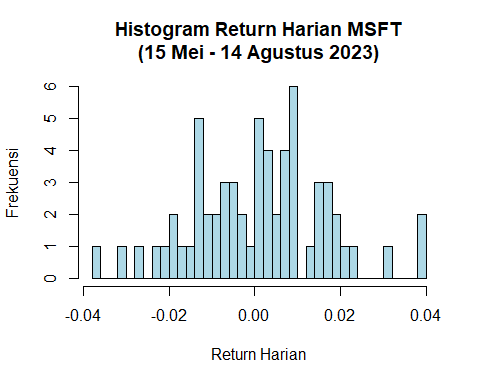 Histogram Return Harian MSFT
(15 Mei - 14 Agustus 2023)
Frekuensi
6
5
4
3
2
1
0
-0.04 -0.02 0.00 0.02 0.04
Return Harian